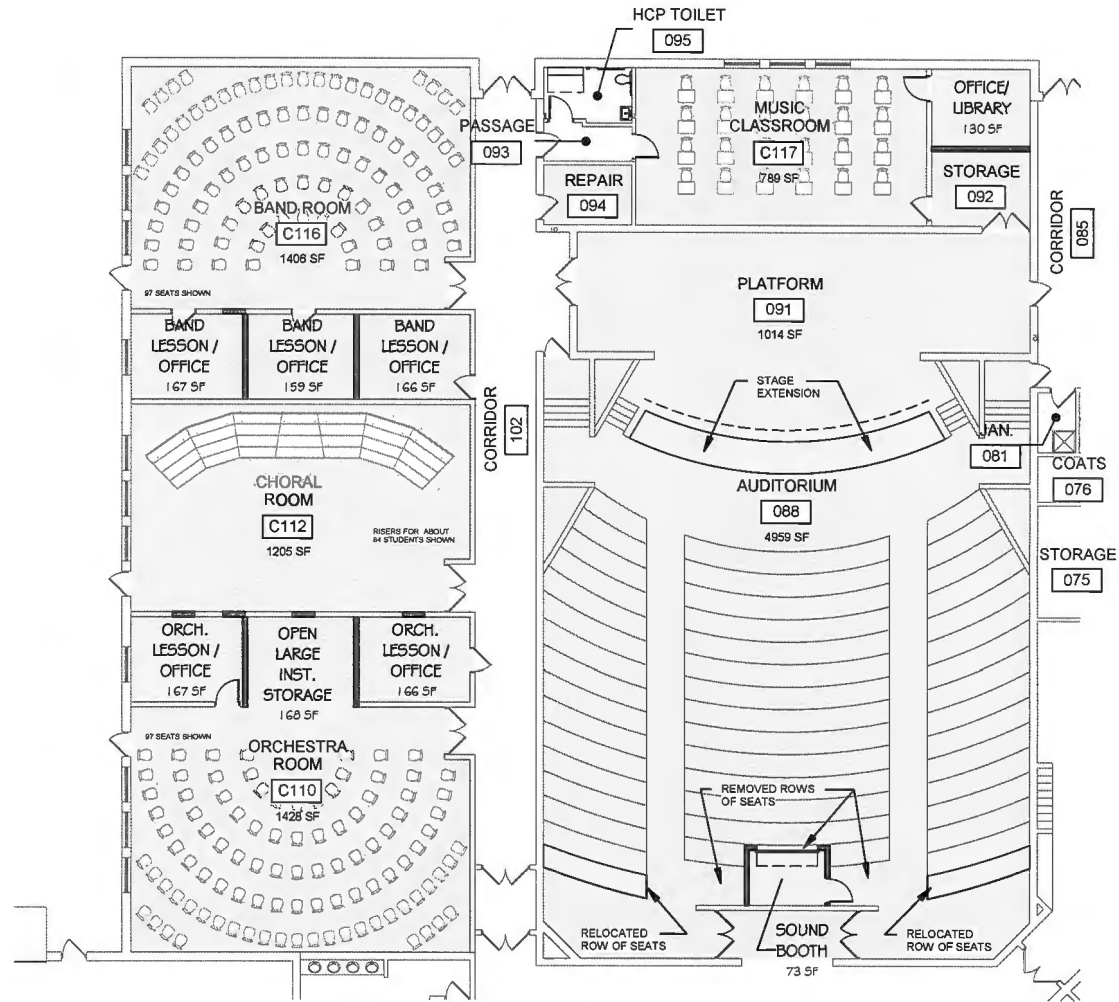 HCP TOILET
095
PASSAGE
093
MUSIC
CLASSROOM
C117
789 SF
OFFICE/
LIBRARY
130 SF
REPAIR
094
STORAGE
092
CORRIDOR
085
BAND ROOM
C116
1406 SF
97 SEATS SHOWN
PLATFORM
091
1014 SF
BAND
LESSON /
OFFICE
167 SF
BAND
LESSON /
OFFICE
159 SF
BAND
LESSON /
OFFICE
166 SF
CORRIDOR
102
STAGE
EXTENSION
JAN.
081
COATS
076
CHORAL
ROOM
C112
1205 SF
RISERS FOR ABOUT
84 STUDENTS SHOWN
AUDITORIUM
088
4959 SF
STORAGE
075
ORCH.
LESSON /
OFFICE
167 SF
OPEN
LARGE
INST.
STORAGE
168 SF
ORCH.
LESSON /
OFFICE
166 SF
97 SEATS SHOWN
ORCHESTRA
ROOM
C110
1428 SF
REMOVED ROWS
OF SEATS
RELOCATED
ROW OF SEATS
SOUND
BOOTH
73 SF
RELOCATED
ROW OF SEATS